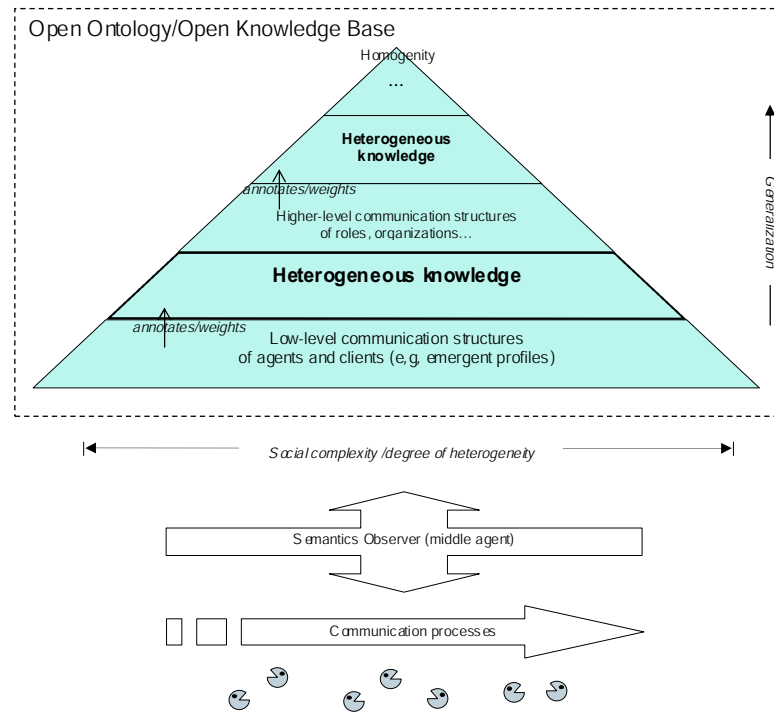 Open Ontology/Open Knowledge Base
Homogenity
...
Heterogeneous
knowledge
annotates/weights
Higher-level communication structures
of roles, organizations...
Heterogeneous knowledge
annotates/weights
Low-level communication structures
of agents and clients (e,g, emergent profiles)
Generalization
Social complexity /degree of heterogeneity
Semantics Observer (middle agent)
Communication processes